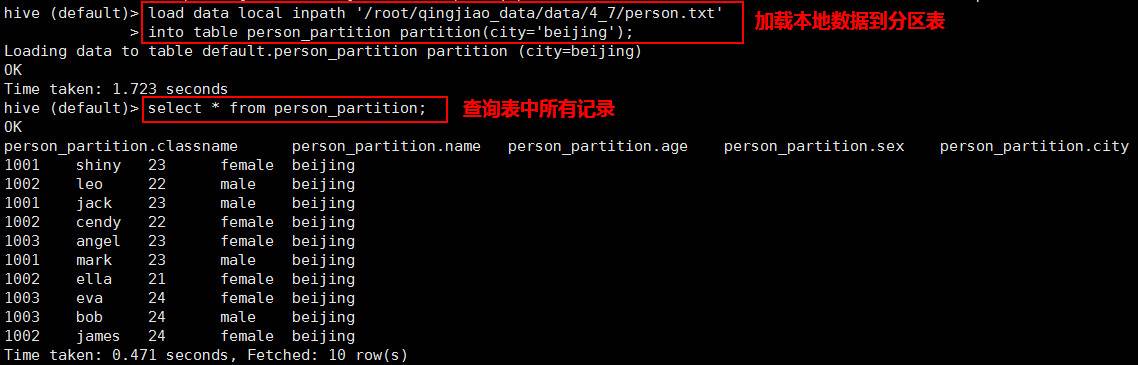 hive (default)> load data local inpath '/root/qingjiao_data/data/4_7/person.txt' 加载本地数据到分区表
> into table person_partition partition(city='beijing');
Loading data to table default.person_partition partition (city=beijing)
OK
Time taken: 1.723 seconds
hive (default)> select * from person_partition; 查询表中所有记录
OK
person_partition.classname person_partition.name person_partition.age person_partition.sex person_partition.city
1001 shiny 23 female beijing
1002 leo 22 male beijing
1001 jack 23 male beijing
1002 cendy 22 female beijing
1003 angel 23 female beijing
1001 mark 23 male beijing
1002 ella 21 female beijing
1003 eva 24 female beijing
1003 bob 24 male beijing
1002 james 24 female beijing
Time taken: 0.471 seconds, Fetched: 10 row(s)